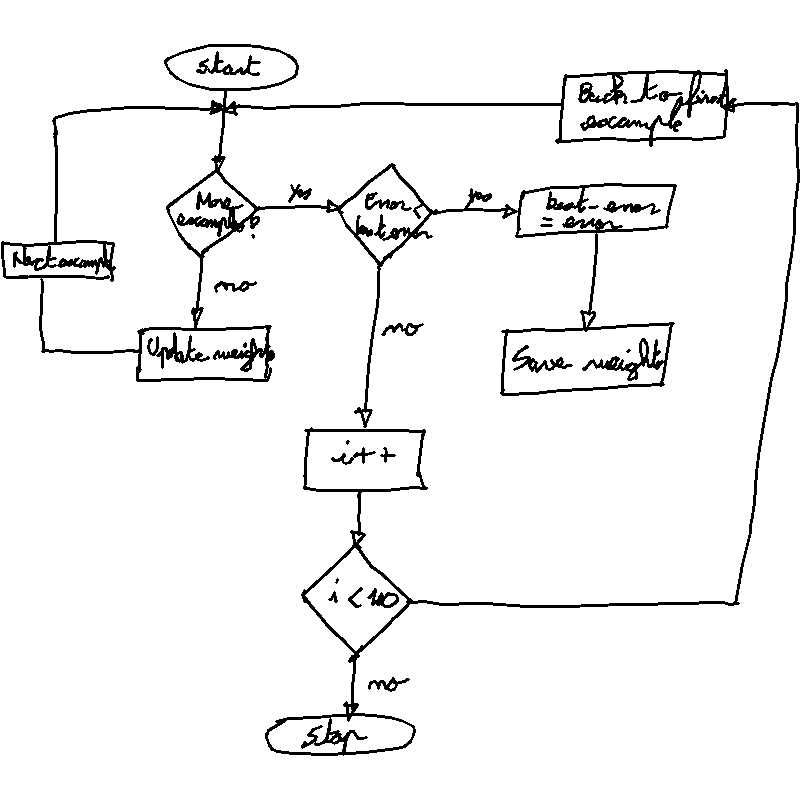 start
Back to first
example
More
examples?
yes
Error <
best error
yes
best-error
= error
Next example
no
no
Update weights
Save weights
i++
i < 10
no
stop